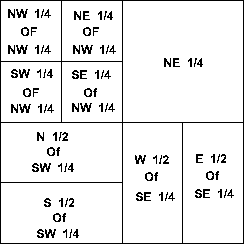 NW 1/4
OF
NW 1/4
NE 1/4
OF
NW 1/4
NE 1/4
SW 1/4
OF
NW 1/4
SE 1/4
Of
NW 1/4
N 1/2
Of
SW 1/4
W 1/2
Of
SE 1/4
E 1/2
Of
SE 1/4
S 1/2
Of
SW 1/4